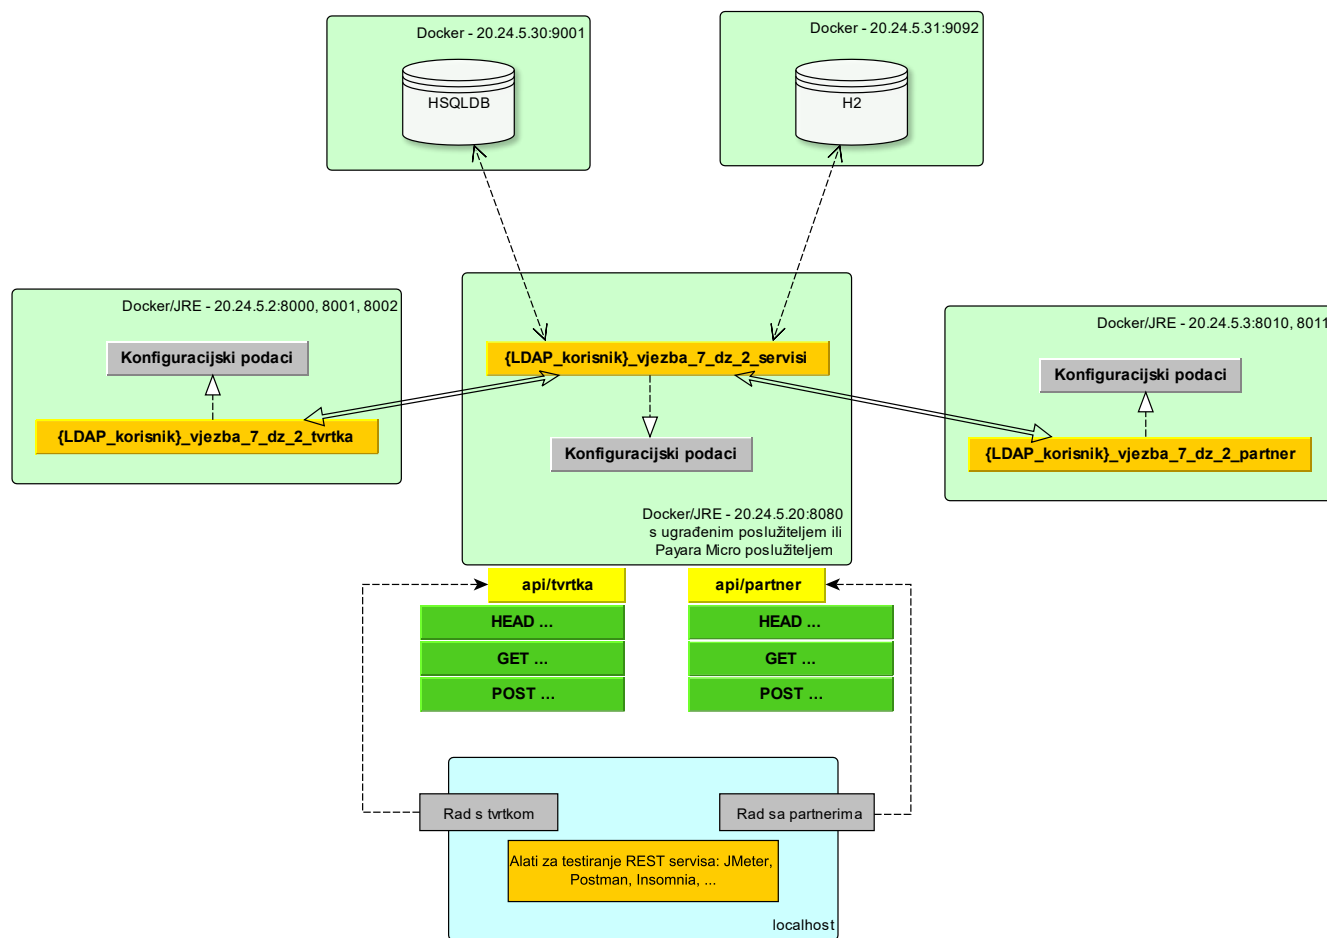 Docker - 20.24.5.30:9001
HSQLDB
Docker - 20.24.5.31:9092
H2
Docker/JRE - 20.24.5.2:8000, 8001, 8002
Konfiguracijski podaci
{LDAP_korisnik}_vjezba_7_dz_2_tvrtka
{LDAP_korisnik}_vjezba_7_dz_2_servisi
Konfiguracijski podaci
Docker/JRE - 20.24.5.20:8080
s ugrađenim poslužiteljem ili
Payara Micro poslužiteljem
Docker/JRE - 20.24.5.3:8010, 8011
Konfiguracijski podaci
{LDAP_korisnik}_vjezba_7_dz_2_partner
api/tvrtka
HEAD ...
GET ...
POST ...
api/partner
HEAD ...
GET ...
POST ...
Rad s tvrtkom
Rad sa partnerima
Alati za testiranje REST servisa: JMeter,
Postman, Insomnia, ...
localhost